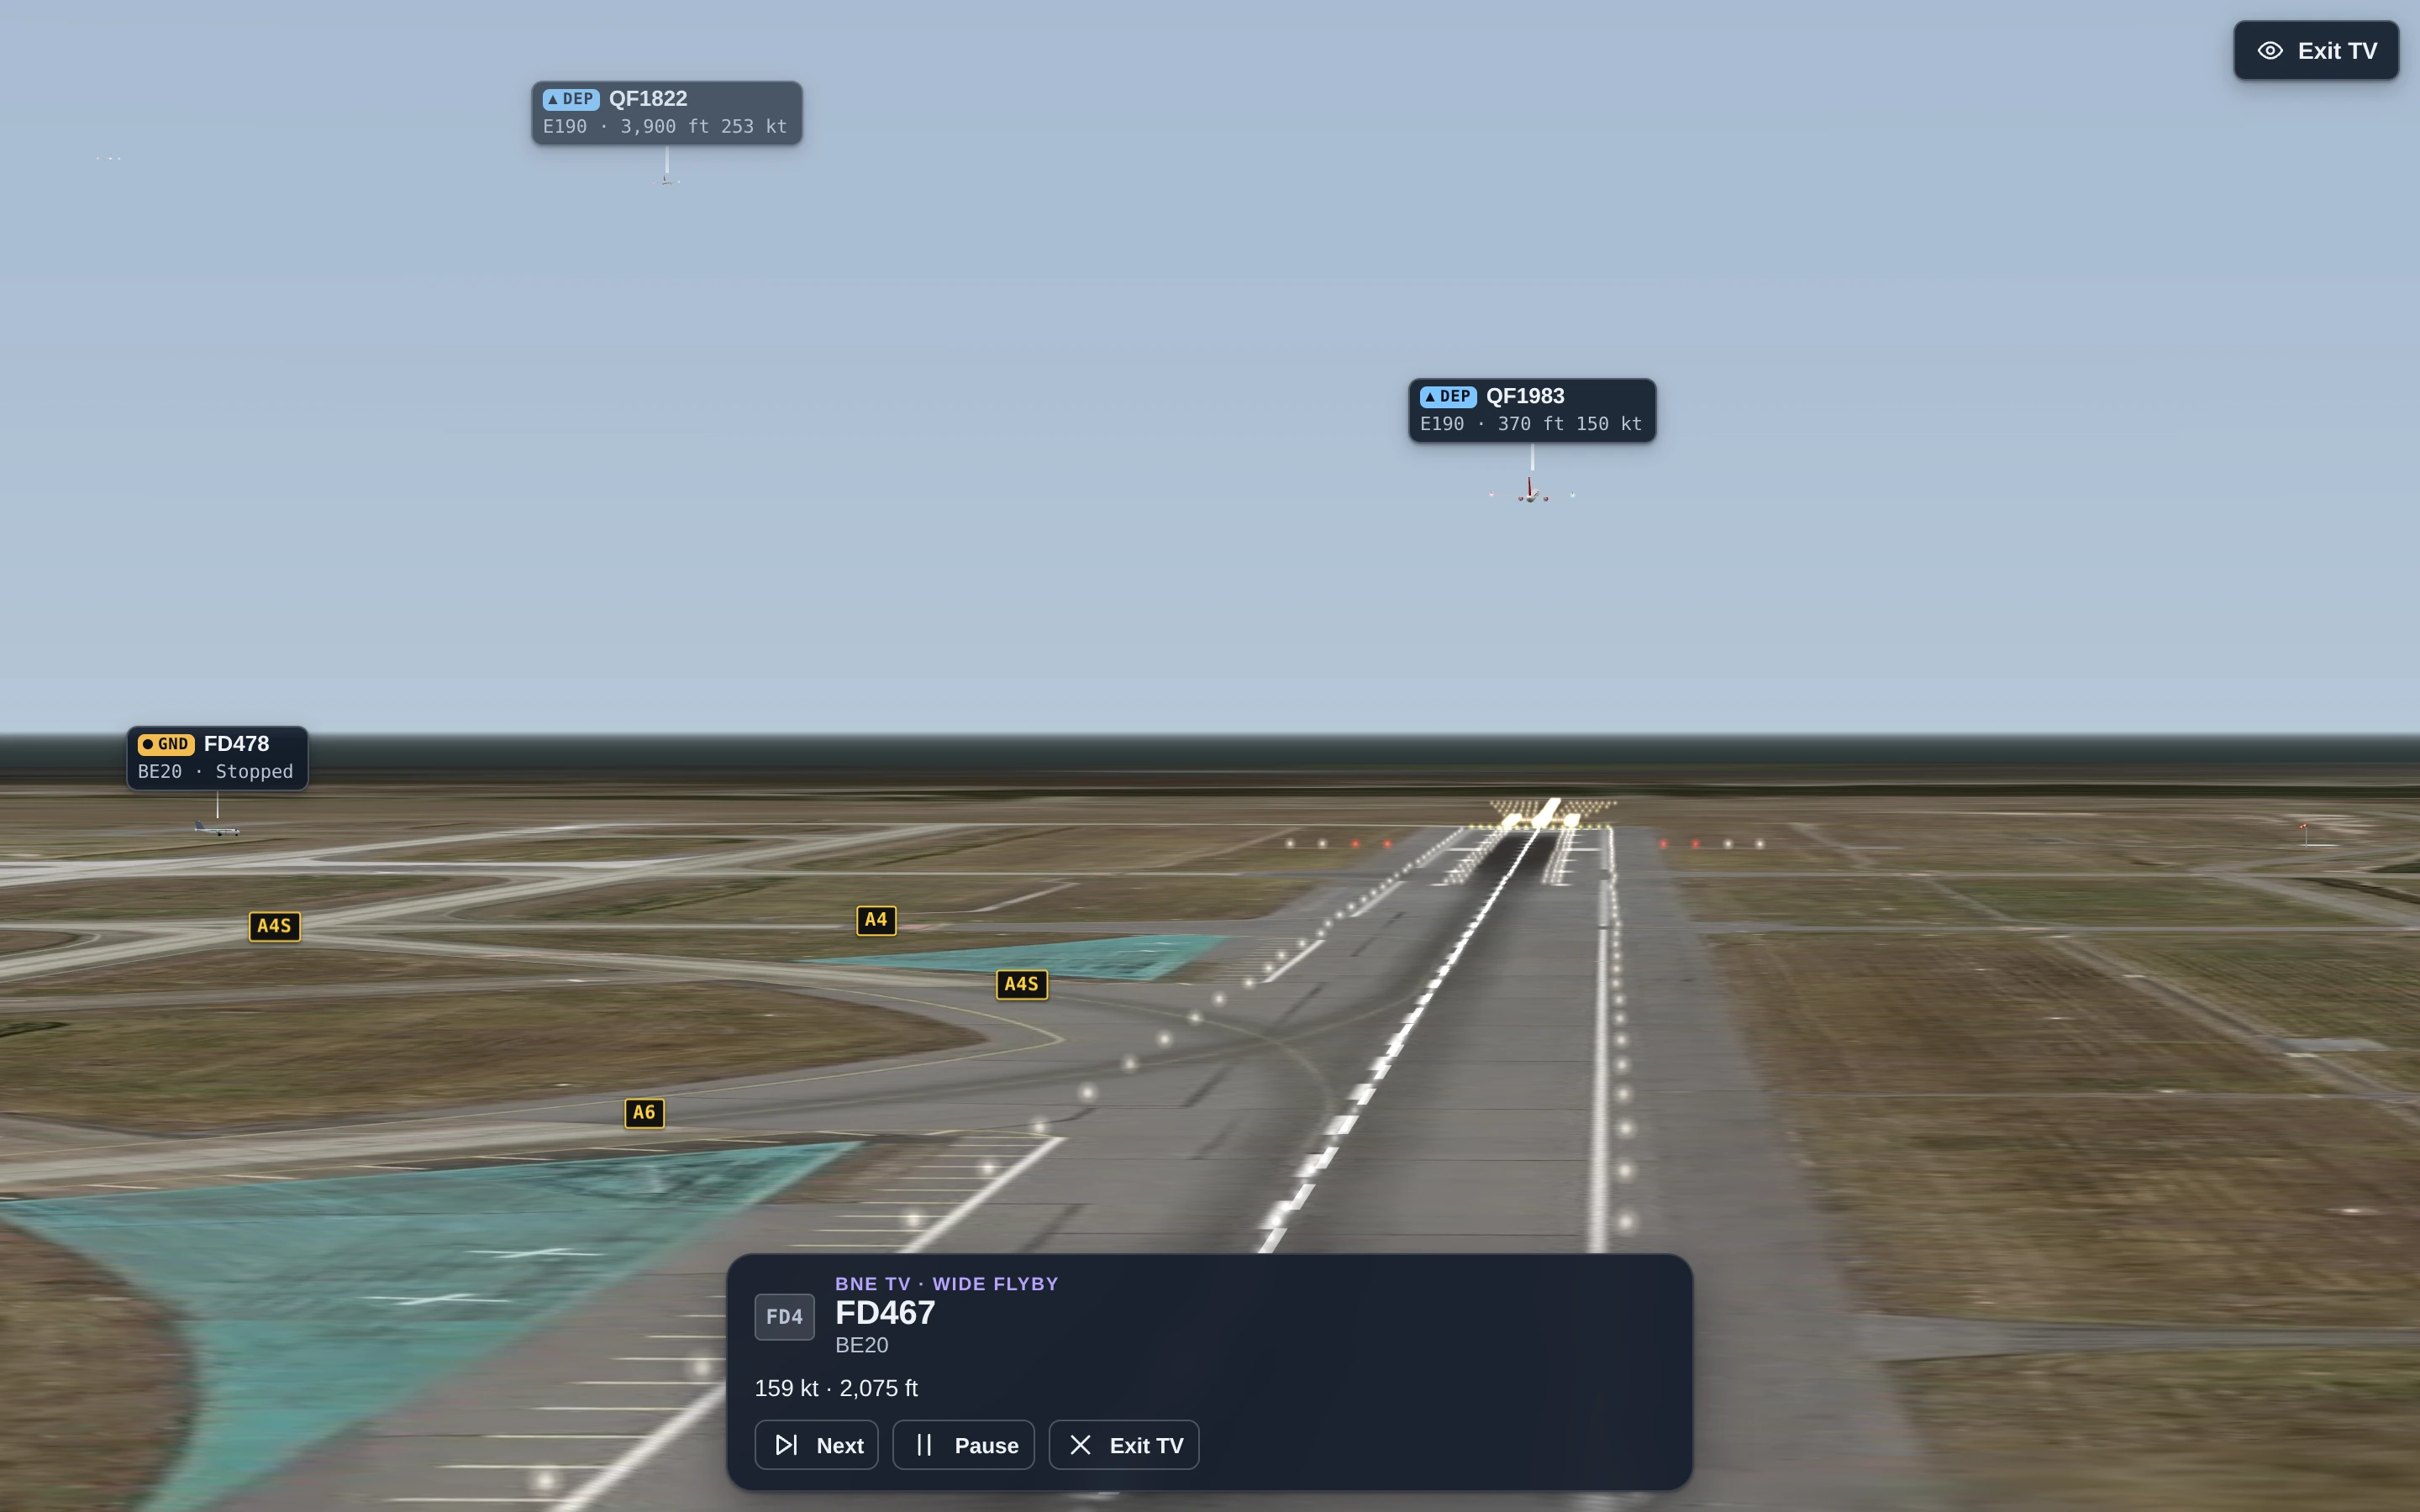 Exit TV
▲ DEP QF1822
E190 · 3,900 ft 253 kt
▲ DEP QF1983
E190 · 370 ft 150 kt
● GND FD478
BE20 · Stopped
A4S
A4
A4S
A6
BNE TV · WIDE FLYBY
FD4
FD467
BE20
159 kt · 2,075 ft
Next
Pause
Exit TV